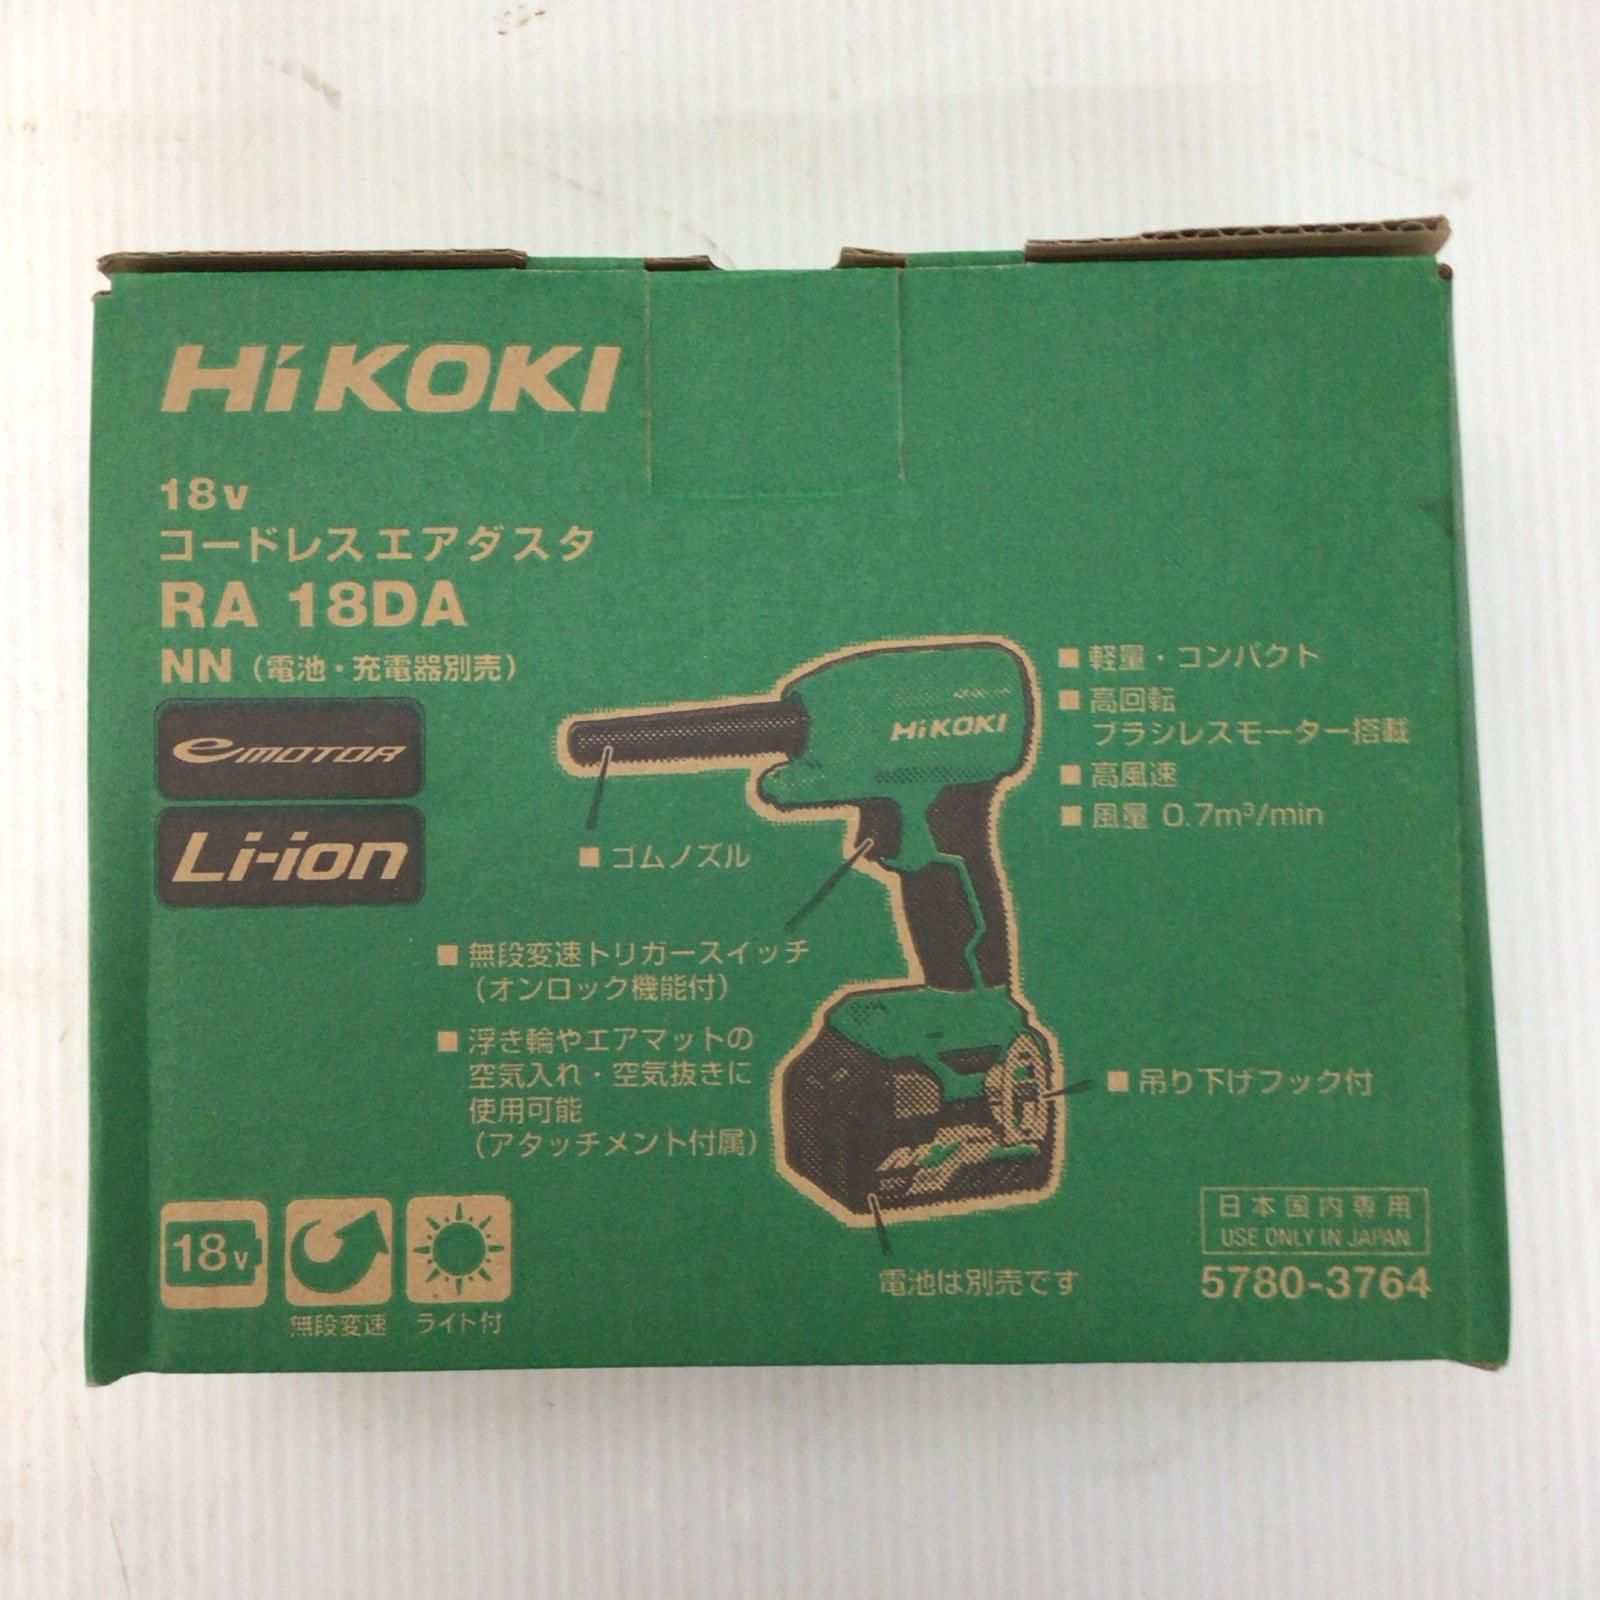 HiKOKI
18v
コードレスエアダスタ
RA 18DA
NN（電池・充電器別売）
e MOTOR
Li-ion
HiKOKI
■ 軽量・コンパクト
■ 高回転
ブラシレスモーター搭載
■ 高風速
■ 風量 0.7m³/min
■ ゴムノズル
■ 無段変速トリガースイッチ
（オンロック機能付）
■ 浮き輪やエアマットの
空気入れ・空気抜きに
使用可能
（アタッチメント付属）
■ 吊り下げフック付
電池は別売です
18v
無段変速
ライト付
日本国内専用
USE ONLY IN JAPAN
5780-3764